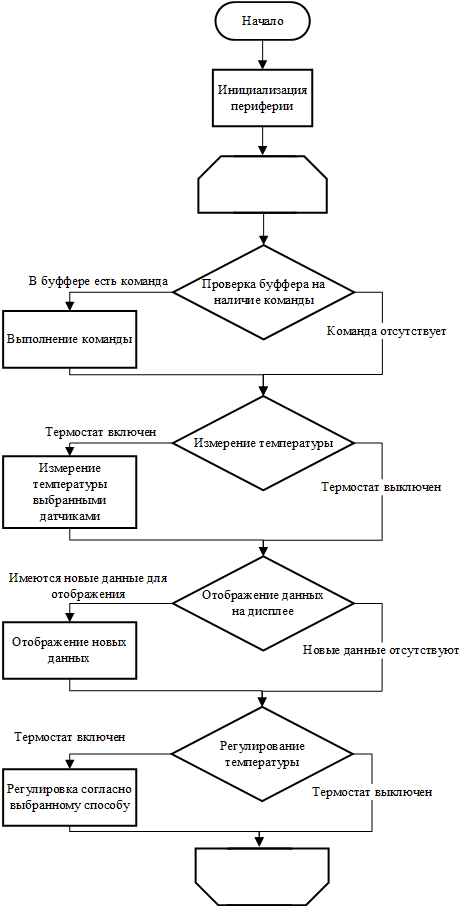 Начало
Инициализация
периферии
Проверка буфера на
наличие команды
В буффере есть команда
Команда отсутствует
Выполнение команды
Измерение температуры
Термостат включен
Термостат выключен
Измерение
температуры
выбранными
датчиками
Отображение данных
на дисплее
Имеются новые данные для
отображения
Новые данные отсутствуют
Отображение новых
данных
Регулирование
температуры
Термостат включен
Термостат выключен
Регулировка согласно
выбранному способу